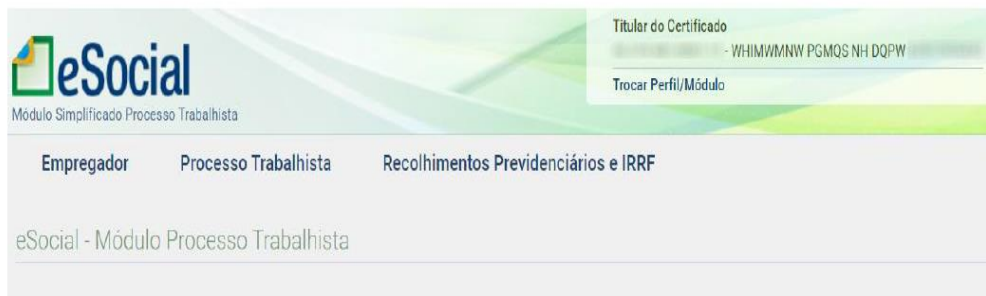 Titular do Certificado
- WHIMWMNW PGMQS NH DQPW
Trocar Perfil/Módulo
eSocial
Módulo Simplificado Processo Trabalhista
Empregador Processo Trabalhista Recolhimentos Previdenciários e IRRF
eSocial - Módulo Processo Trabalhista